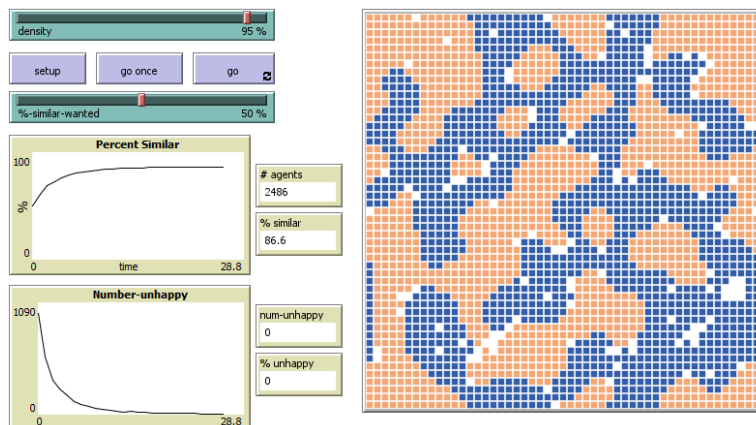 density 95 %
setup go once go
%-similar-wanted 50 %
Percent Similar
100
%
0
0 time 28.8
# agents
2486
% similar
86.6
Number-unhappy
1090
0
0 28.8
num-unhappy
0
% unhappy
0